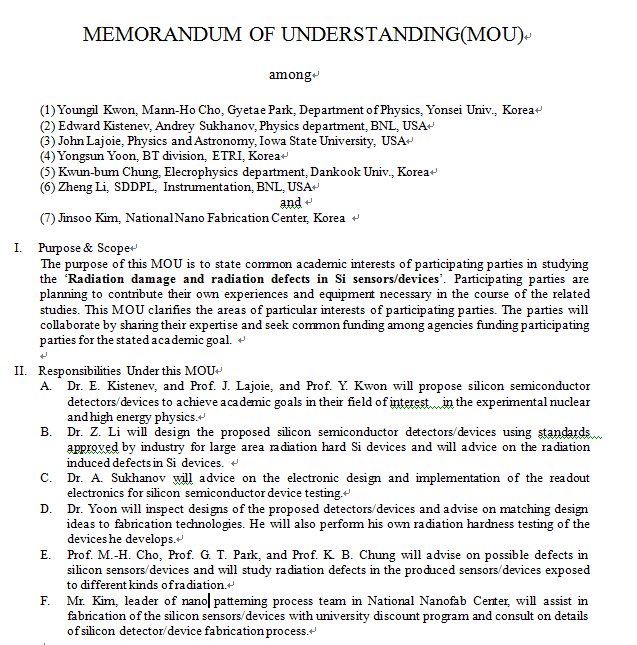 MEMORANDUM OF UNDERSTANDING(MOU)
among
(1) Youngil Kwon, Mann-Ho Cho, Gyetae Park, Department of Physics, Yonsei Univ., Korea
(2) Edward Kistenev, Andrey Sukhanov, Physics department, BNL, USA
(3) John Lajoie, Physics and Astronomy, Iowa State University, USA
(4) Yongsun Yoon, BT division, ETRI, Korea
(5) Kwun-bum Chung, Elecrophysics department, Dankook Univ., Korea
(6) Zheng Li, SDDPL, Instrumentation, BNL, USA
and
(7) Jinsoo Kim, National Nano Fabrication Center, Korea
I. Purpose & Scope
The purpose of this MOU is to state common academic interests of participating parties in studying
the ‘Radiation damage and radiation defects in Si sensors/devices’. Participating parties are
planning to contribute their own experiences and equipment necessary in the course of the related
studies. This MOU clarifies the areas of particular interests of participating parties. The parties will
collaborate by sharing their expertise and seek common funding among agencies funding participating
parties for the stated academic goal.
II. Responsibilities Under this MOU
A. Dr. E. Kistenev, and Prof. J. Lajoie, and Prof. Y. Kwon will propose silicon semiconductor
detectors/devices to achieve academic goals in their field of interest in the experimental nuclear
and high energy physics.
B. Dr. Z. Li will design the proposed silicon semiconductor detectors/devices using standards
approved by industry for large area radiation hard Si devices and will advice on the radiation
induced defects in Si devices.
C. Dr. A. Sukhanov will advice on the electronic design and implementation of the readout
electronics for silicon semiconductor device testing.
D. Dr. Yoon will inspect designs of the proposed detectors/devices and advise on matching design
ideas to fabrication technologies. He will also perform his own radiation hardness testing of the
devices he develops.
E. Prof. M.-H. Cho, Prof. G. T. Park, and Prof. K. B. Chung will advise on possible defects in
silicon sensors/devices and will study radiation defects in the produced sensors/devices exposed
to different kinds of radiation.
F. Mr. Kim, leader of nano patterning process team in National Nanofab Center, will assist in
fabrication of the silicon sensors/devices with university discount program and consult on details
of silicon detector/device fabrication process.